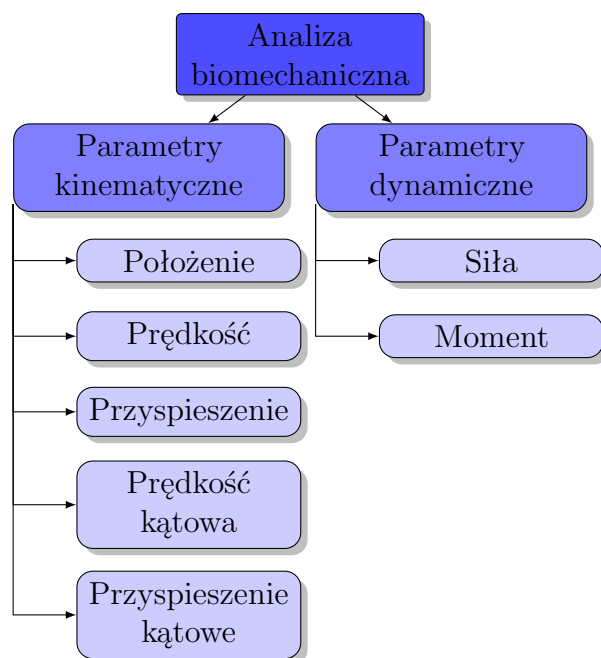 Analiza
biomechaniczna
Parametry
kinematyczne
Parametry
dynamiczne
Położenie
Prędkość
Przyspieszenie
Prędkość
kątowa
Przyspieszenie
kątowe
Siła
Moment